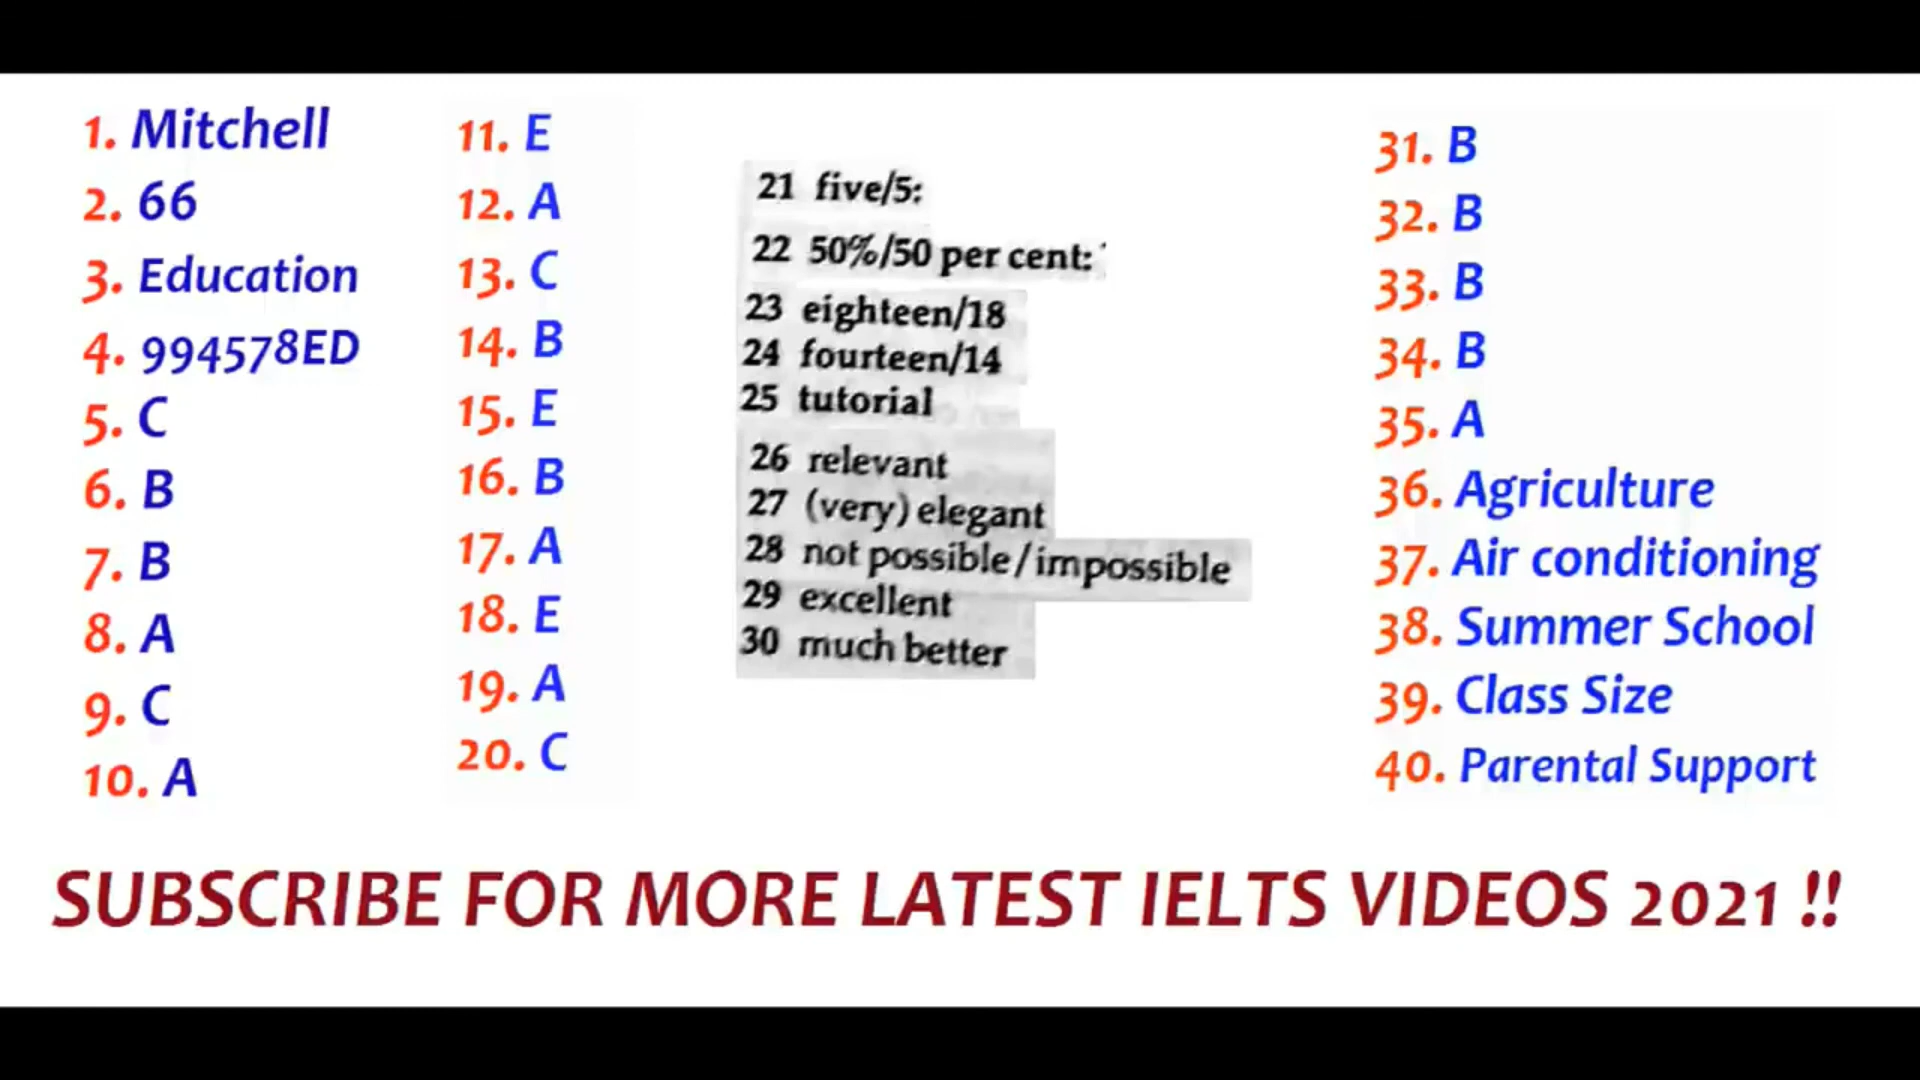 1. Mitchell
2. 66
3. Education
4. 994578ED
5. C
6. B
7. B
8. A
9. C
10. A
11. E
12. A
13. C
14. B
15. E
16. B
17. A
18. E
19. A
20. C
21 five/5:
22 50%/50 per cent:
23 eighteen/18
24 fourteen/14
25 tutorial
26 relevant
27 (very) elegant
28 not possible/impossible
29 excellent
30 much better
31. B
32. B
33. B
34. B
35. A
36. Agriculture
37. Air conditioning
38. Summer School
39. Class Size
40. Parental Support
SUBSCRIBE FOR MORE LATEST IELTS VIDEOS 2021 !!